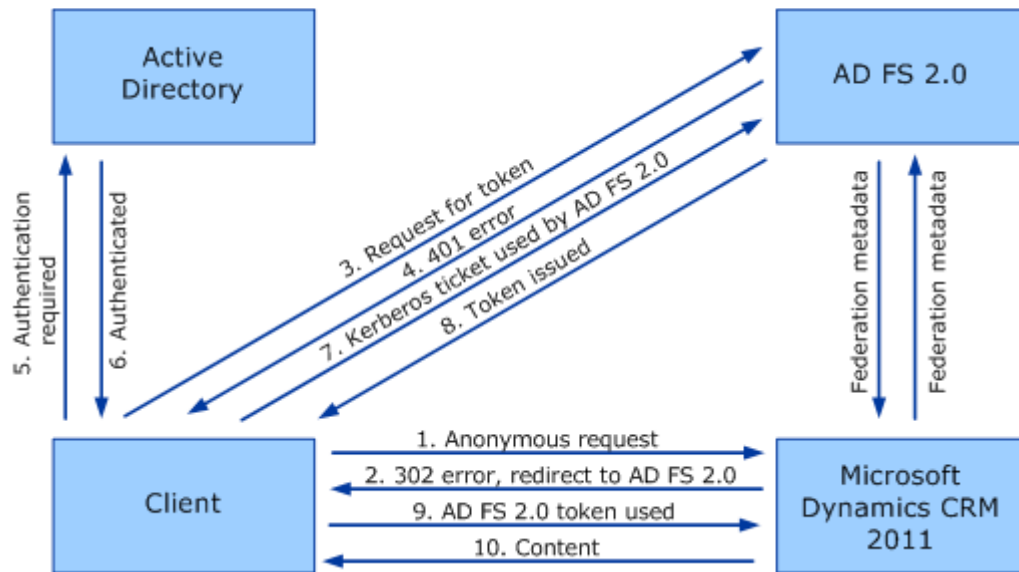 Active
Directory
AD FS 2.0
3. Request for token
4. 401 error
7. Kerberos ticket used by AD FS 2.0
8. Token issued
5. Authentication
required
6. Authenticated
Federation metadata
Federation metadata
Client
1. Anonymous request
2. 302 error, redirect to AD FS 2.0
9. AD FS 2.0 token used
10. Content
Microsoft
Dynamics CRM
2011